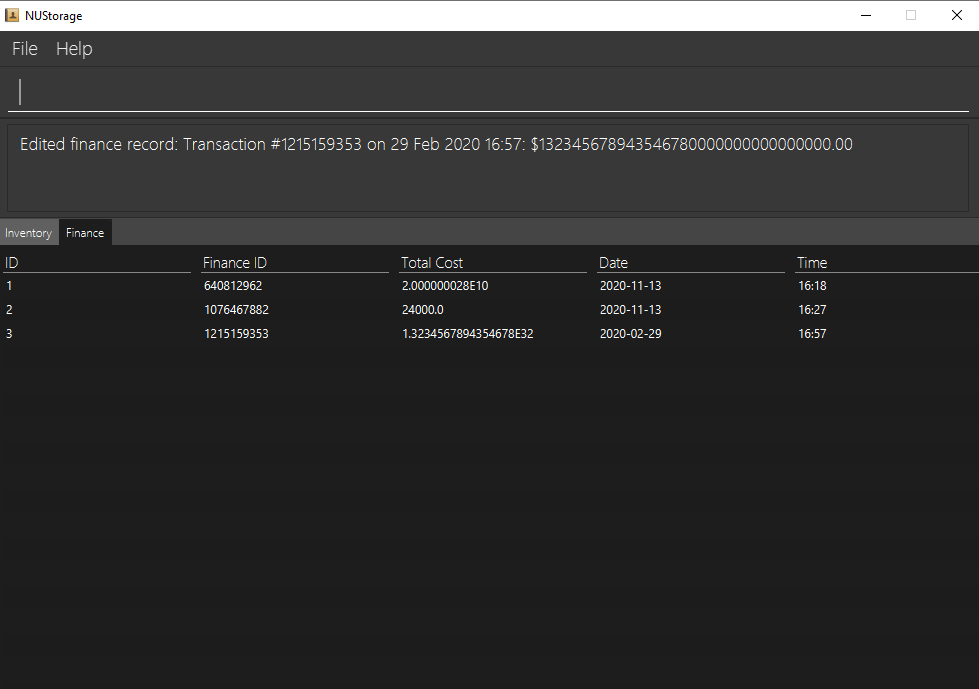 NUStorage
File Help
Edited finance record: Transaction #1215159353 on 29 Feb 2020 16:57: $132345678943546780000000000000000.00
Inventory Finance
ID Finance ID Total Cost Date Time
1 640812962 2.000000028E10 2020-11-13 16:18
2 1076467882 24000.0 2020-11-13 16:27
3 1215159353 1.3234567894354678E32 2020-02-29 16:57